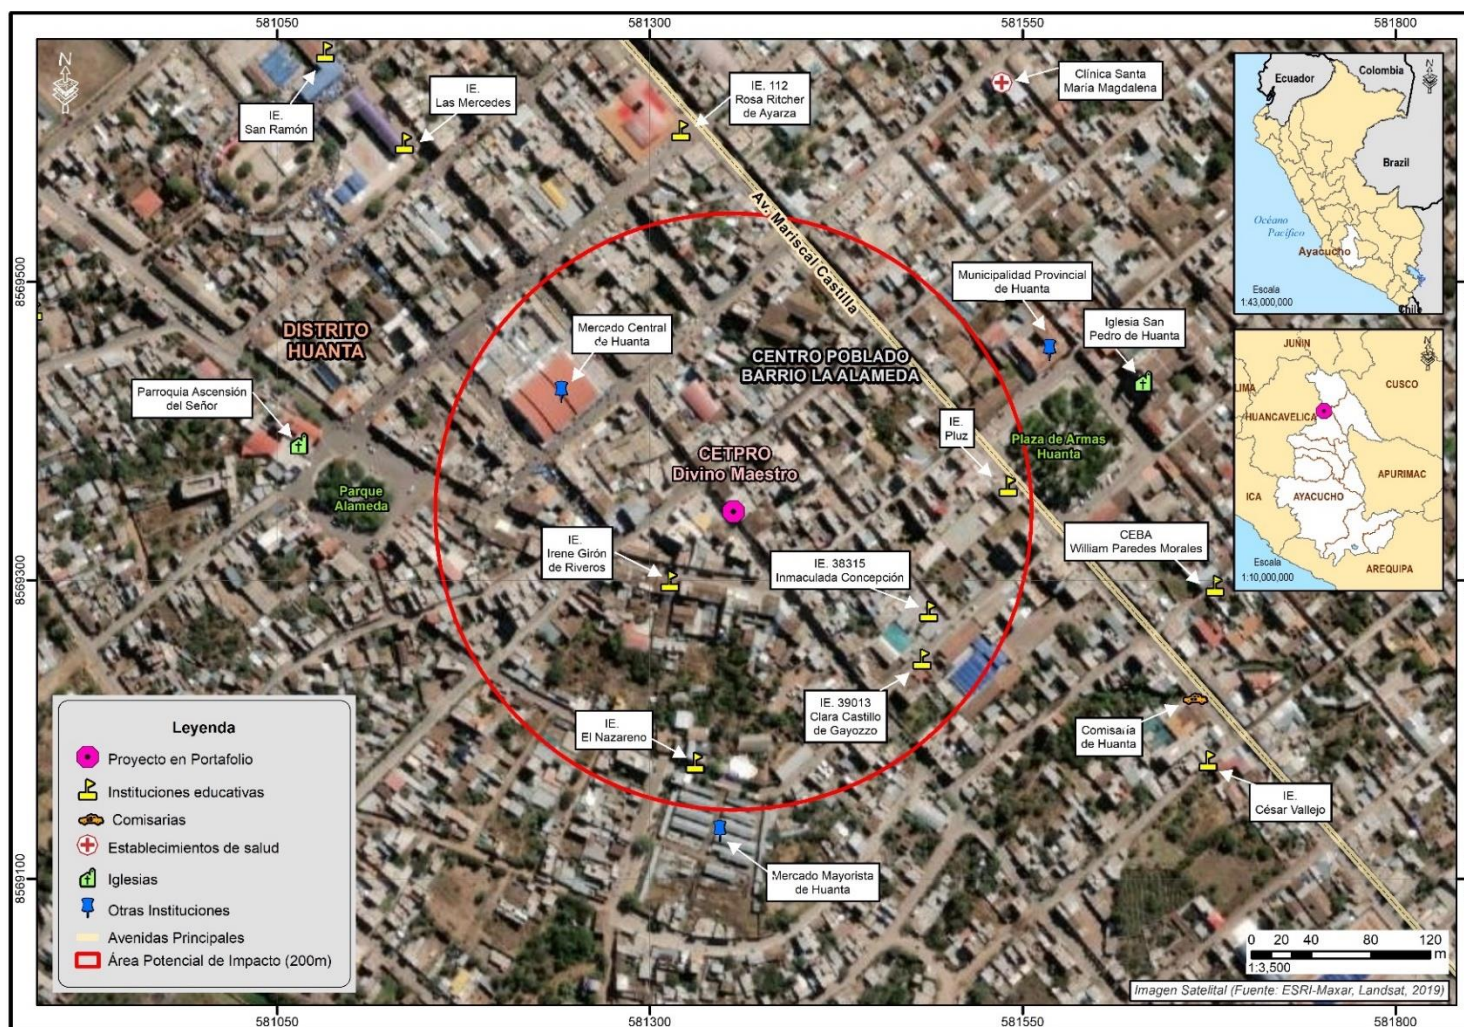 581050
581300
581550
581800
8569500
8569300
8569100
N
IE.
San Ramón
IE.
Las Mercedes
IE. 112
Rosa Ritcher
de Ayarza
Clínica Santa
María Magdalena
Av. Mariscal Castilla
Municipalidad Provincial
de Huanta
Iglesia San
Pedro de Huanta
DISTRITO
HUANTA
Mercado Central
de Huanta
CENTRO POBLADO
BARRIO LA ALAMEDA
Parroquia Ascensión
del Señor
IE.
Pluz
Plaza de Armas
Huanta
CETPRO
Divino Maestro
Parque
Alameda
IE.
Irene Girón
de Riveros
IE. 38315
Inmaculada Concepción
CEBA
William Paredes Morales
IE. 39013
Clara Castillo
de Gayozzo
IE.
El Nazareno
Comisaría
de Huanta
IE.
César Vallejo
Mercado Mayorista
de Huanta
Leyenda
Proyecto en Portafolio
Instituciones educativas
Comisarias
Establecimientos de salud
Iglesias
Otras Instituciones
Avenidas Principales
Área Potencial de Impacto (200m)
Ecuador
Colombia
Brazil
Océano
Pacífico
Ayacucho
Chile
Escala
1:43,000,000
JUNIN
LIMA
CUSCO
HUANCAVELICA
APURIMAC
ICA
AYACUCHO
AREQUIPA
Escala
1:10,000,000
0 20 40 80 120
m
1:3,500
Imagen Satelital (Fuente: ESRI-Maxar, Landsat, 2019)
581050
581300
581550
581800